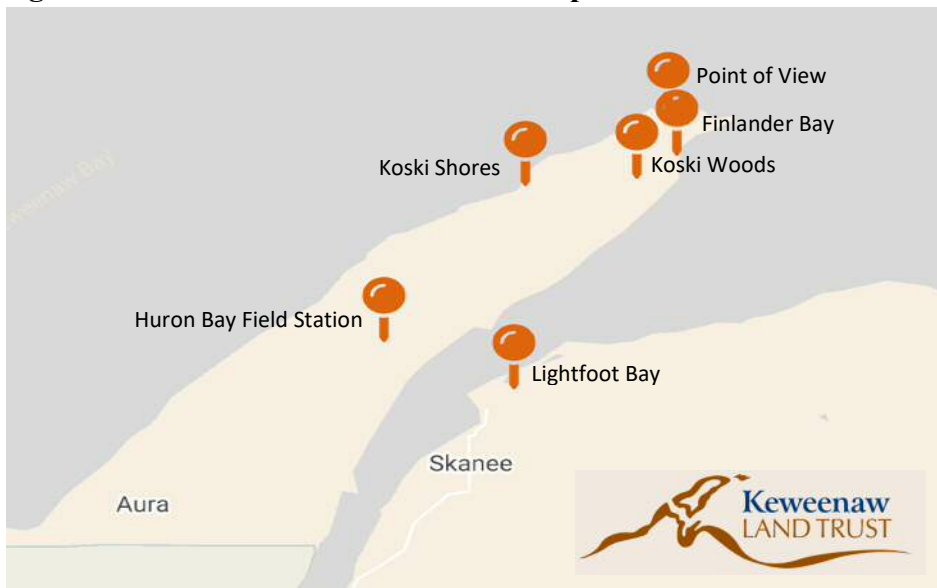 Point of View
Finlander Bay
Koski Shores
Koski Woods
Huron Bay Field Station
Lightfoot Bay
Skanee
Aura
Keweenaw
LAND TRUST